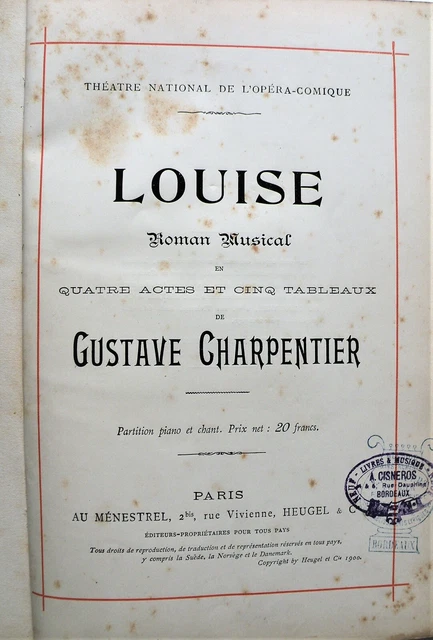 THÉATRE NATIONAL DE L'OPÉRA-COMIQUE
LOUISE
Roman Musical
EN
QUATRE ACTES ET CINQ TABLEAUX
DE
GUSTAVE CHARPENTIER
Partition piano et chant. Prix net : 20 francs.
PARIS
AU MÉNESTREL, 2bis, rue Vivienne, HEUGEL & C
ÉDITEURS-PROPRIÉTAIRES POUR TOUS PAYS
Tous droits de reproduction, de traduction et de représentation réservés en tous pays,
y compris la Suède, la Norvège et le Danemark.
Copyright by Heugel et Cie 1900.
NEUF - LIVRES & MUSIQUE
A. CISNEROS
Rue Dauphine
BORDEAUX
BORDEAUX